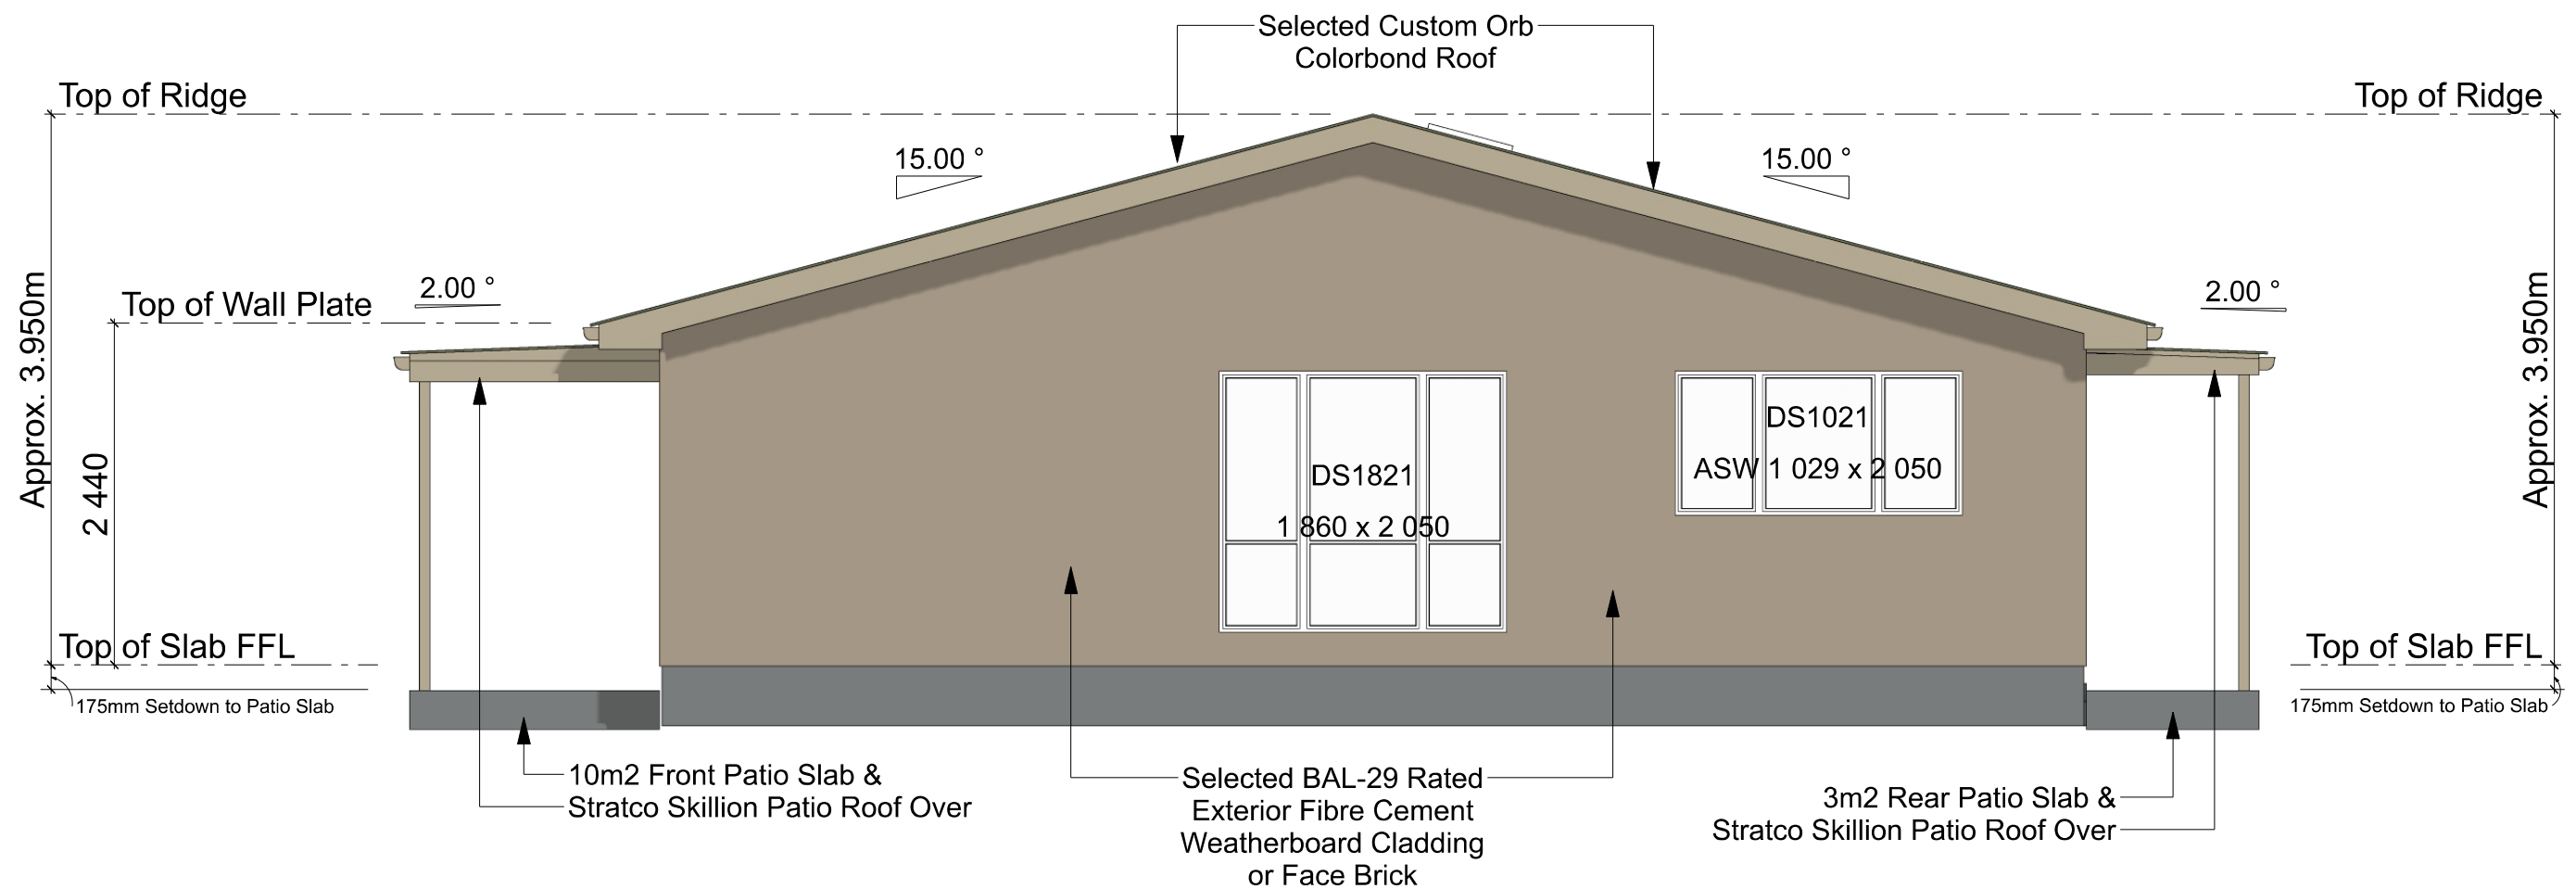 Selected Custom Orb
Colorbond Roof
Top of Ridge
Top of Ridge
15.00 °
15.00 °
2.00 °
2.00 °
Top of Wall Plate
Approx. 3.950m
Approx. 3.950m
2 440
DS1821
1 860 x 2 050
DS1021
ASW 1 029 x 2 050
Top of Slab FFL
Top of Slab FFL
175mm Setdown to Patio Slab
175mm Setdown to Patio Slab
10m2 Front Patio Slab &
Stratco Skillion Patio Roof Over
Selected BAL-29 Rated
Exterior Fibre Cement
Weatherboard Cladding
or Face Brick
3m2 Rear Patio Slab &
Stratco Skillion Patio Roof Over